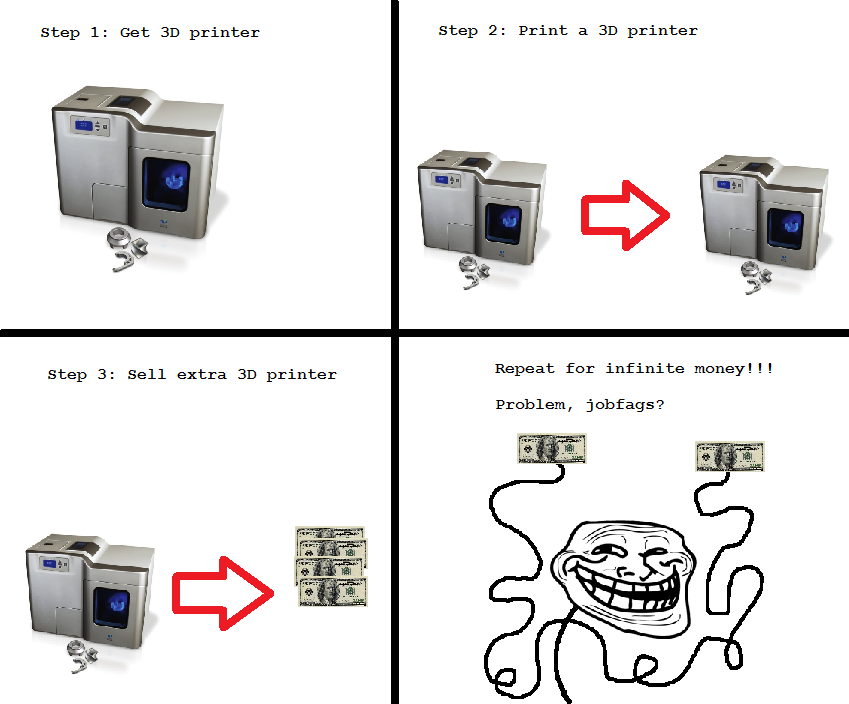 Step 1: Get 3D printer
Step 2: Print a 3D printer
Step 3: Sell extra 3D printer
Repeat for infinite money!!!
Problem, jobfags?